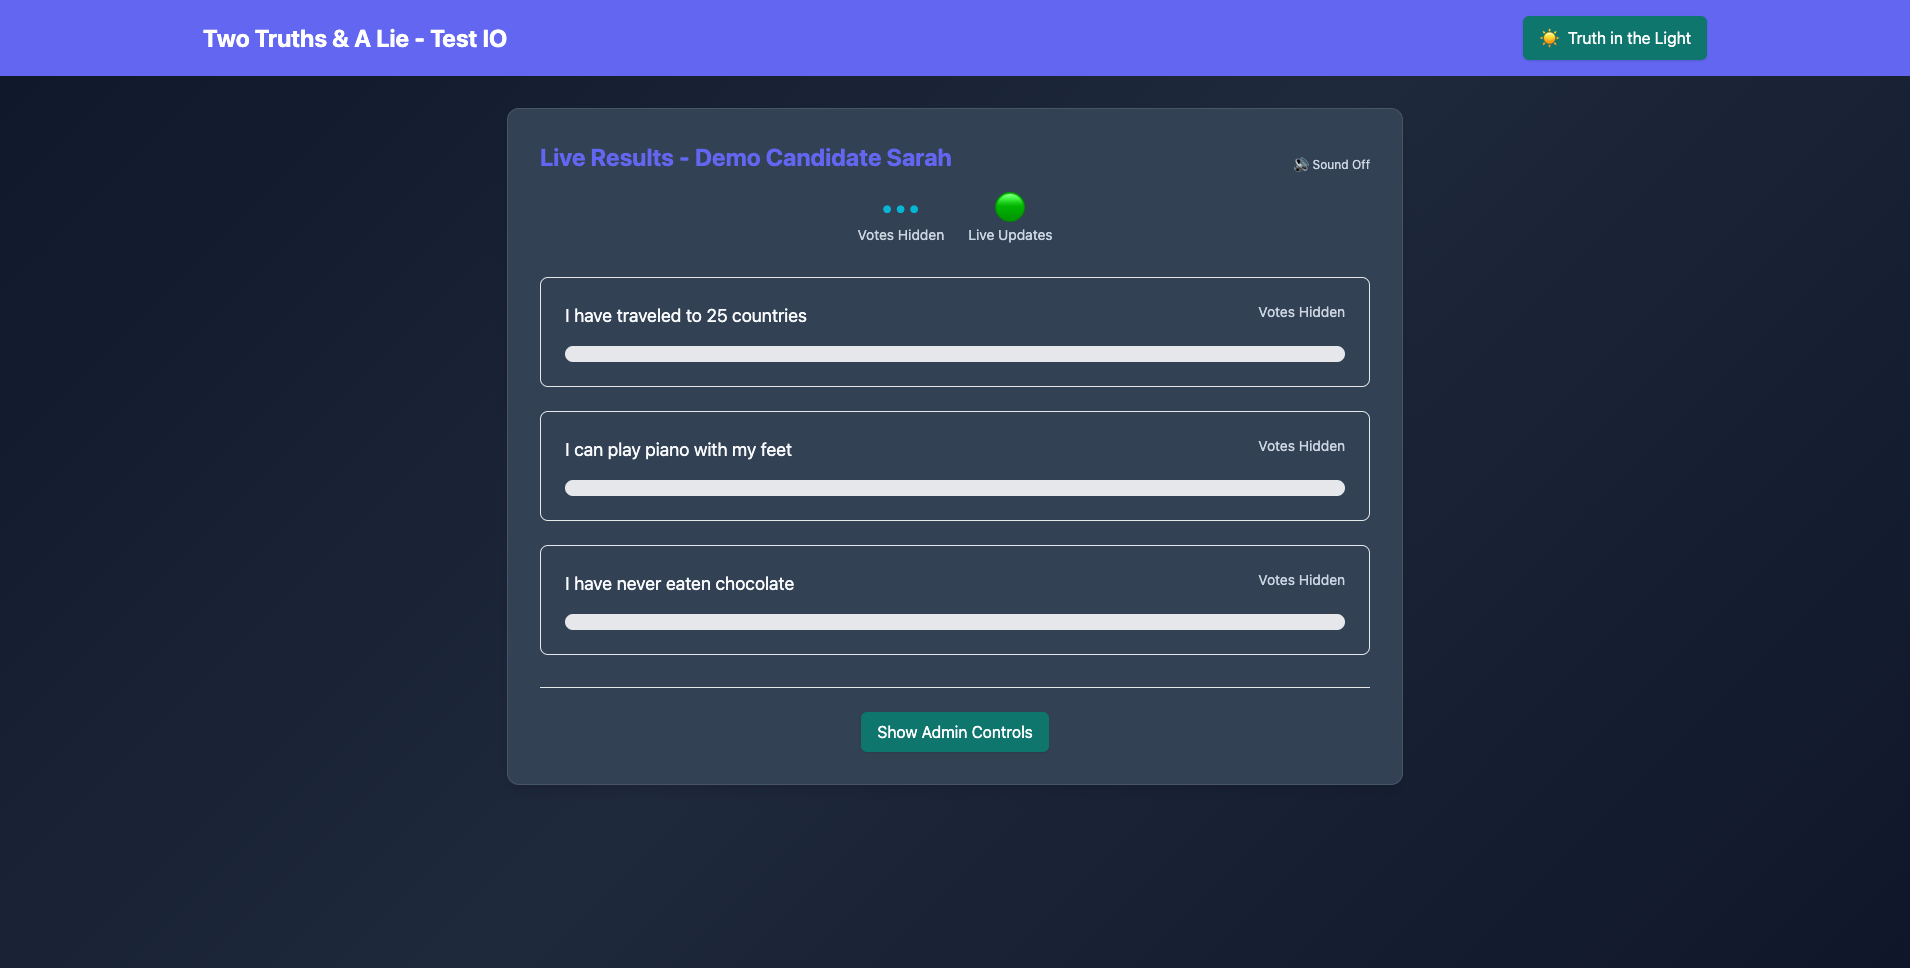 Two Truths & A Lie - Test IO
Truth in the Light
Live Results - Demo Candidate Sarah
Sound Off
Votes Hidden
Live Updates
I have traveled to 25 countries
Votes Hidden
I can play piano with my feet
Votes Hidden
I have never eaten chocolate
Votes Hidden
Show Admin Controls